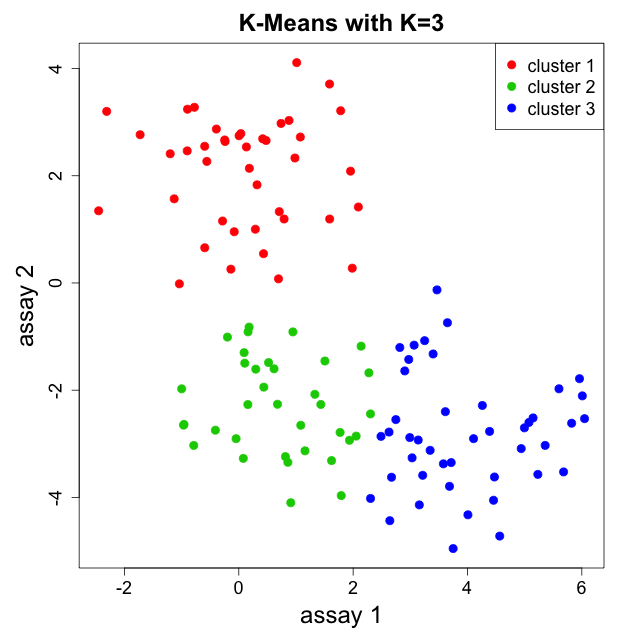 K-Means with K=3
cluster 1
cluster 2
cluster 3
4
2
0
-2
-4
assay 2
-2 0 2 4 6
assay 1